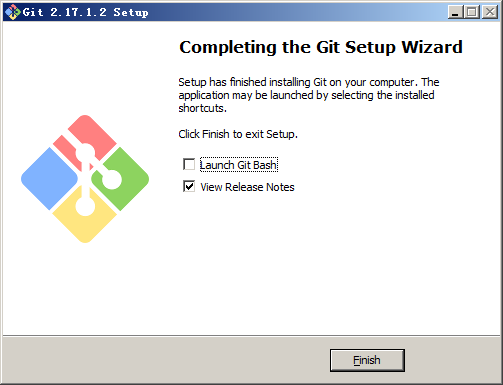 Git 2.17.1.2 Setup
Completing the Git Setup Wizard
Setup has finished installing Git on your computer. The
application may be launched by selecting the installed
shortcuts.
Click Finish to exit Setup.
Launch Git Bash
View Release Notes
Finish